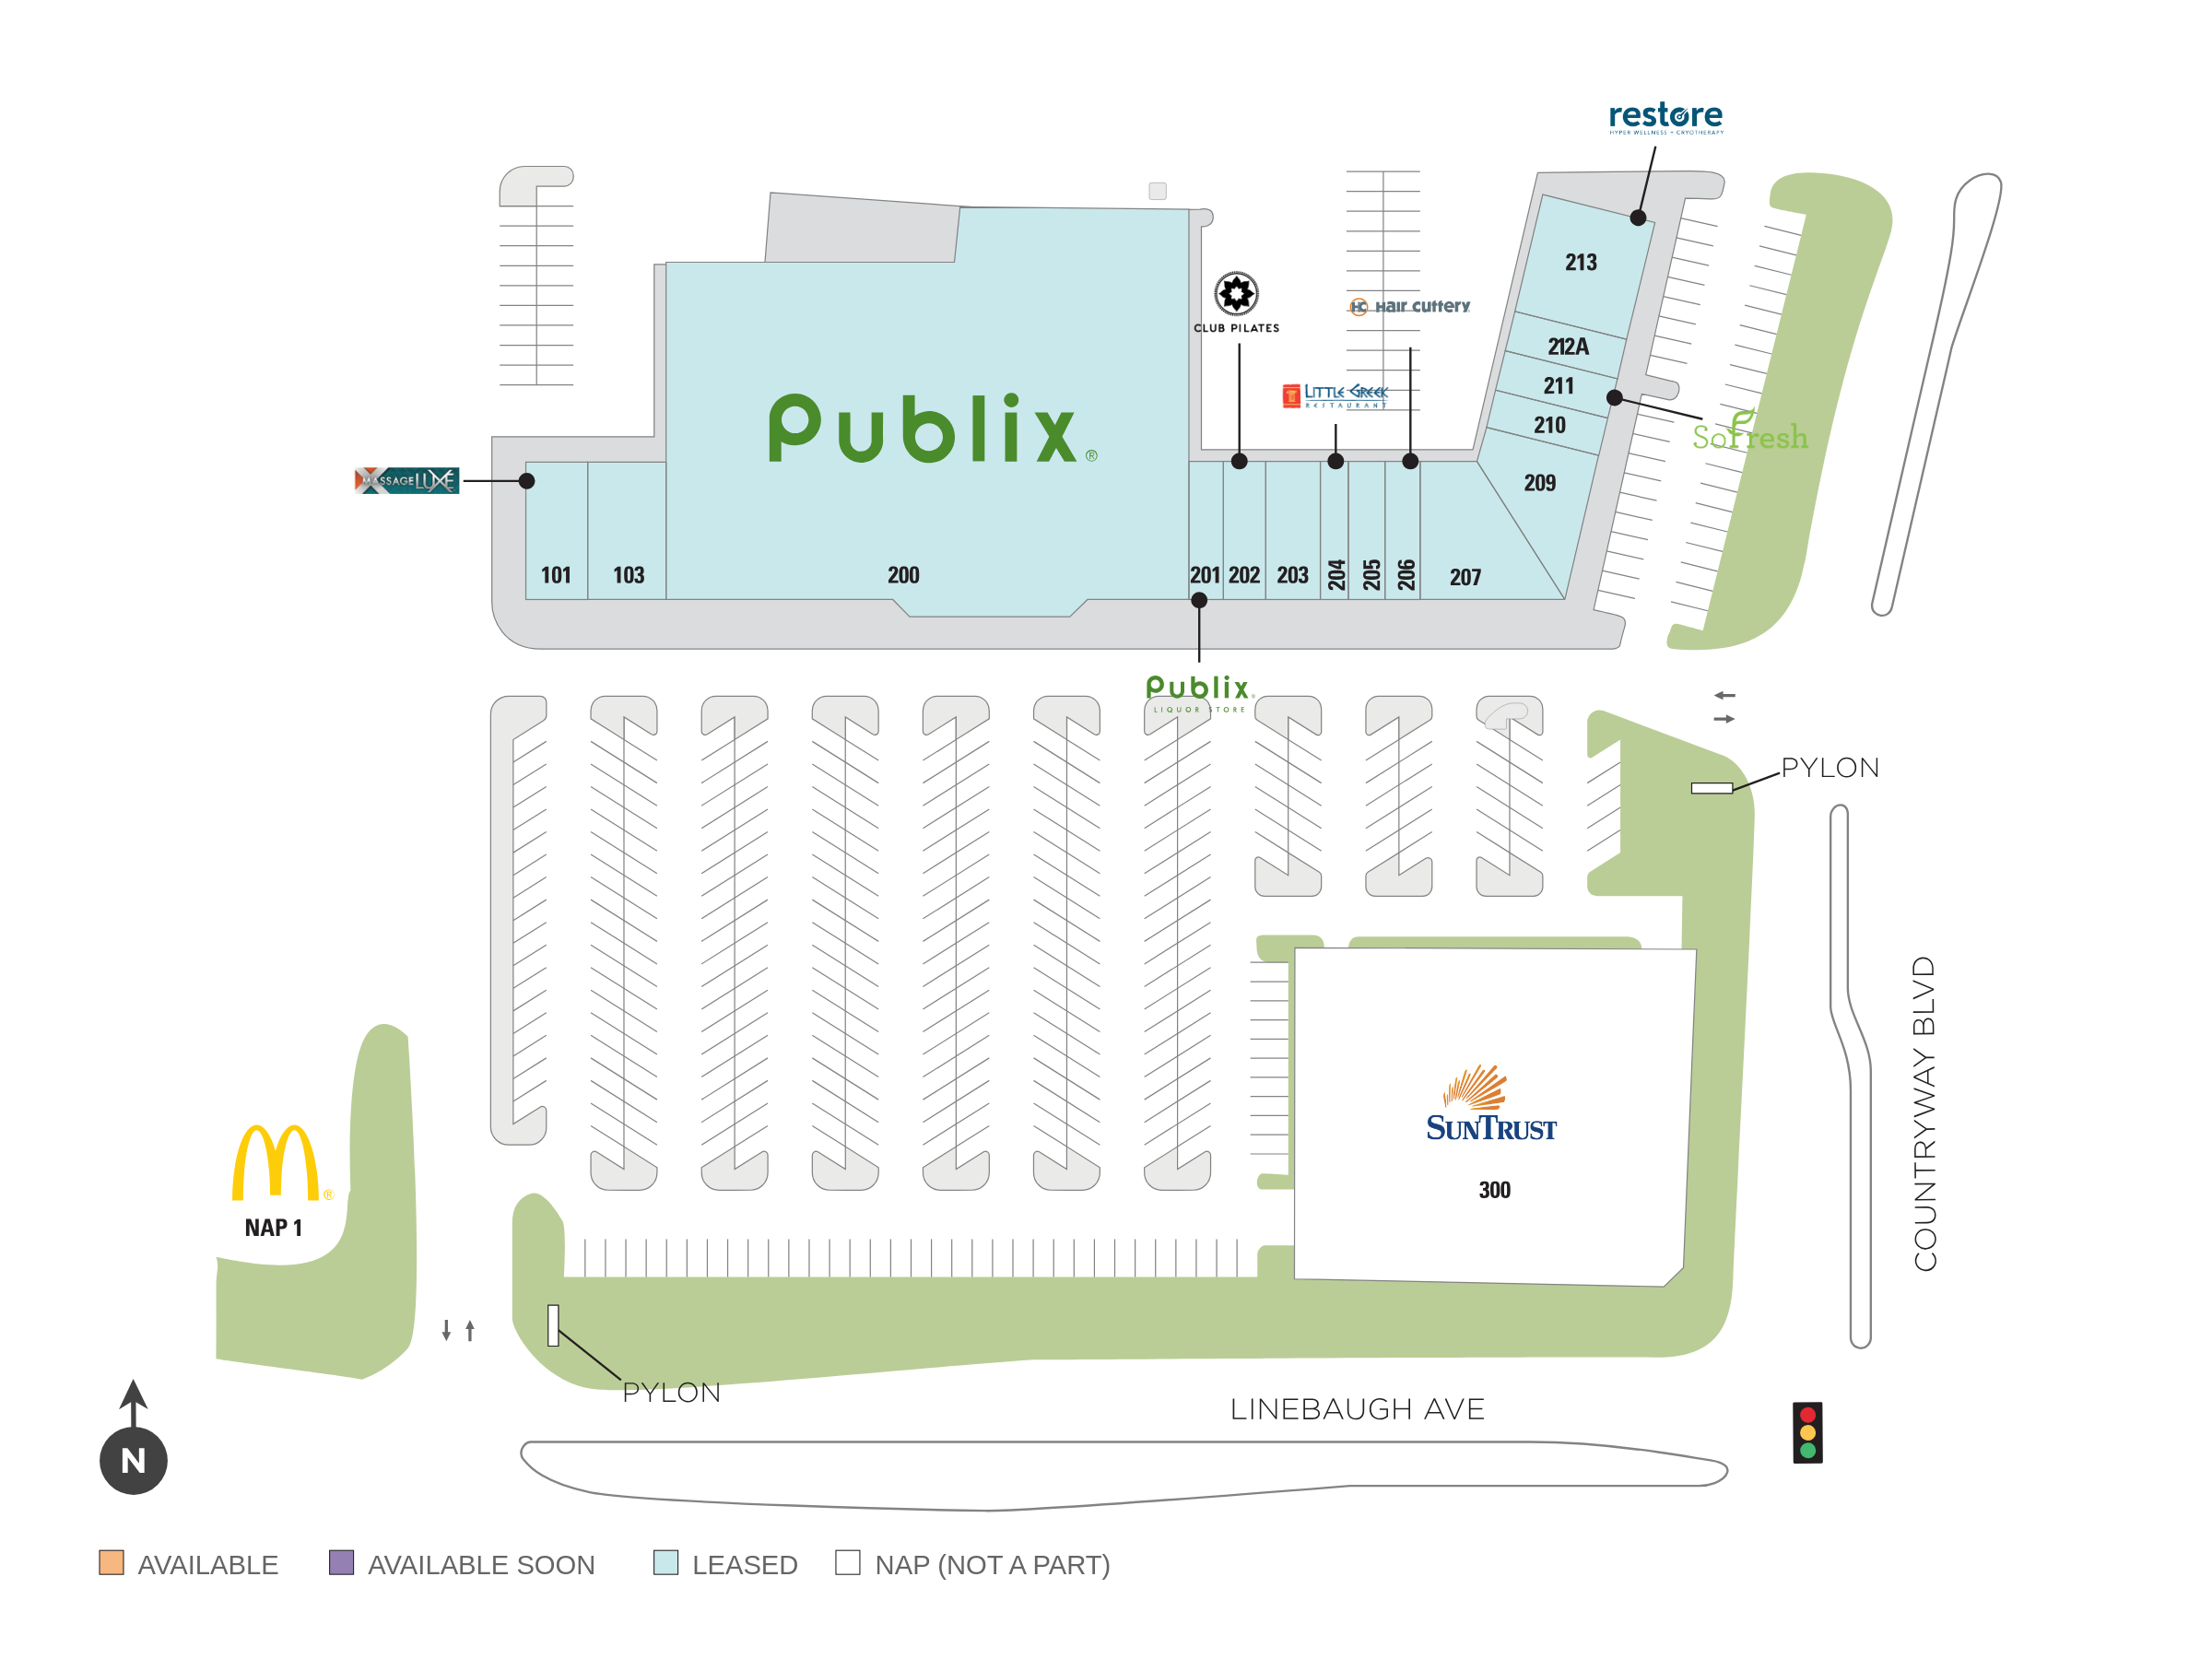 restore
HYPER WELLNESS + CRYOTHERAPY
213
CLUB PILATES
HC Hair Cuttery
212A
211
LITTLE GREEK
RESTAURANT
210
SoFresh
Publix®
MASSAGELUXE
209
101
103
200
201
202
203
204
205
206
207
Publix®
LIQUOR STORE
PYLON
COUNTRYWAY BLVD
SUNTRUST
300
®
NAP 1
PYLON
LINEBAUGH AVE
N
AVAILABLE
AVAILABLE SOON
LEASED
NAP (NOT A PART)